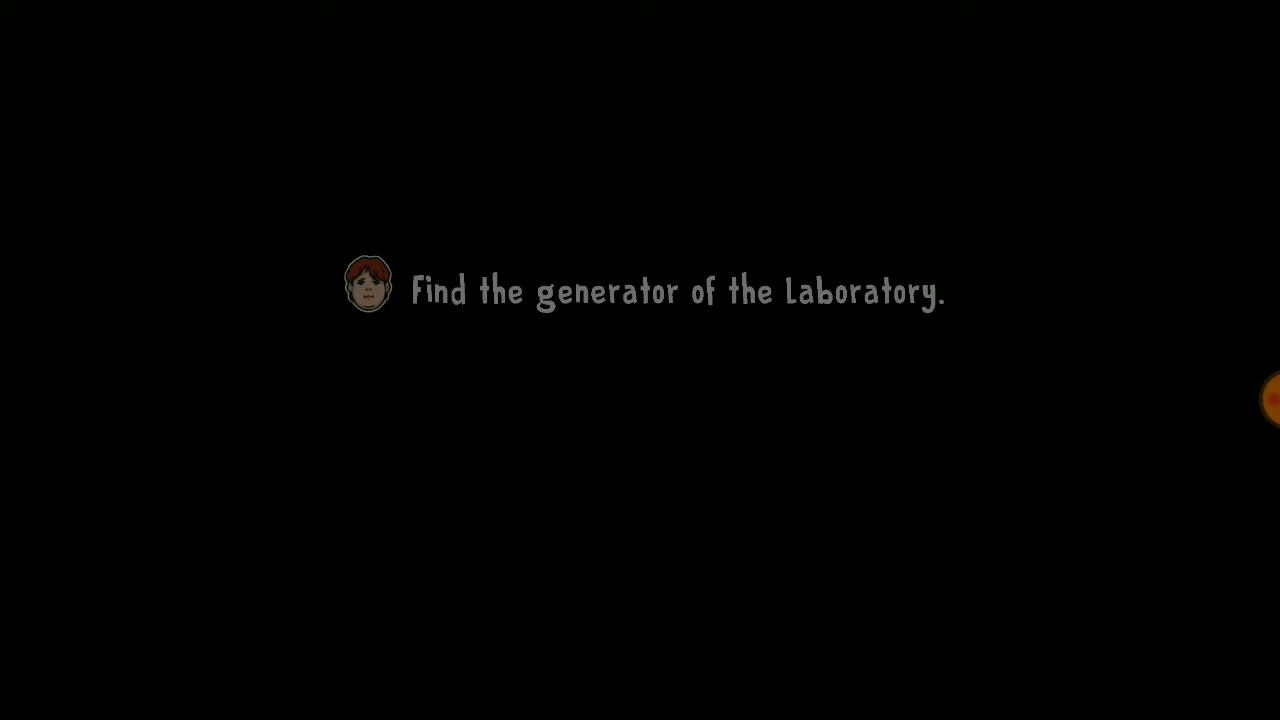 Find the generator of the Laboratory.